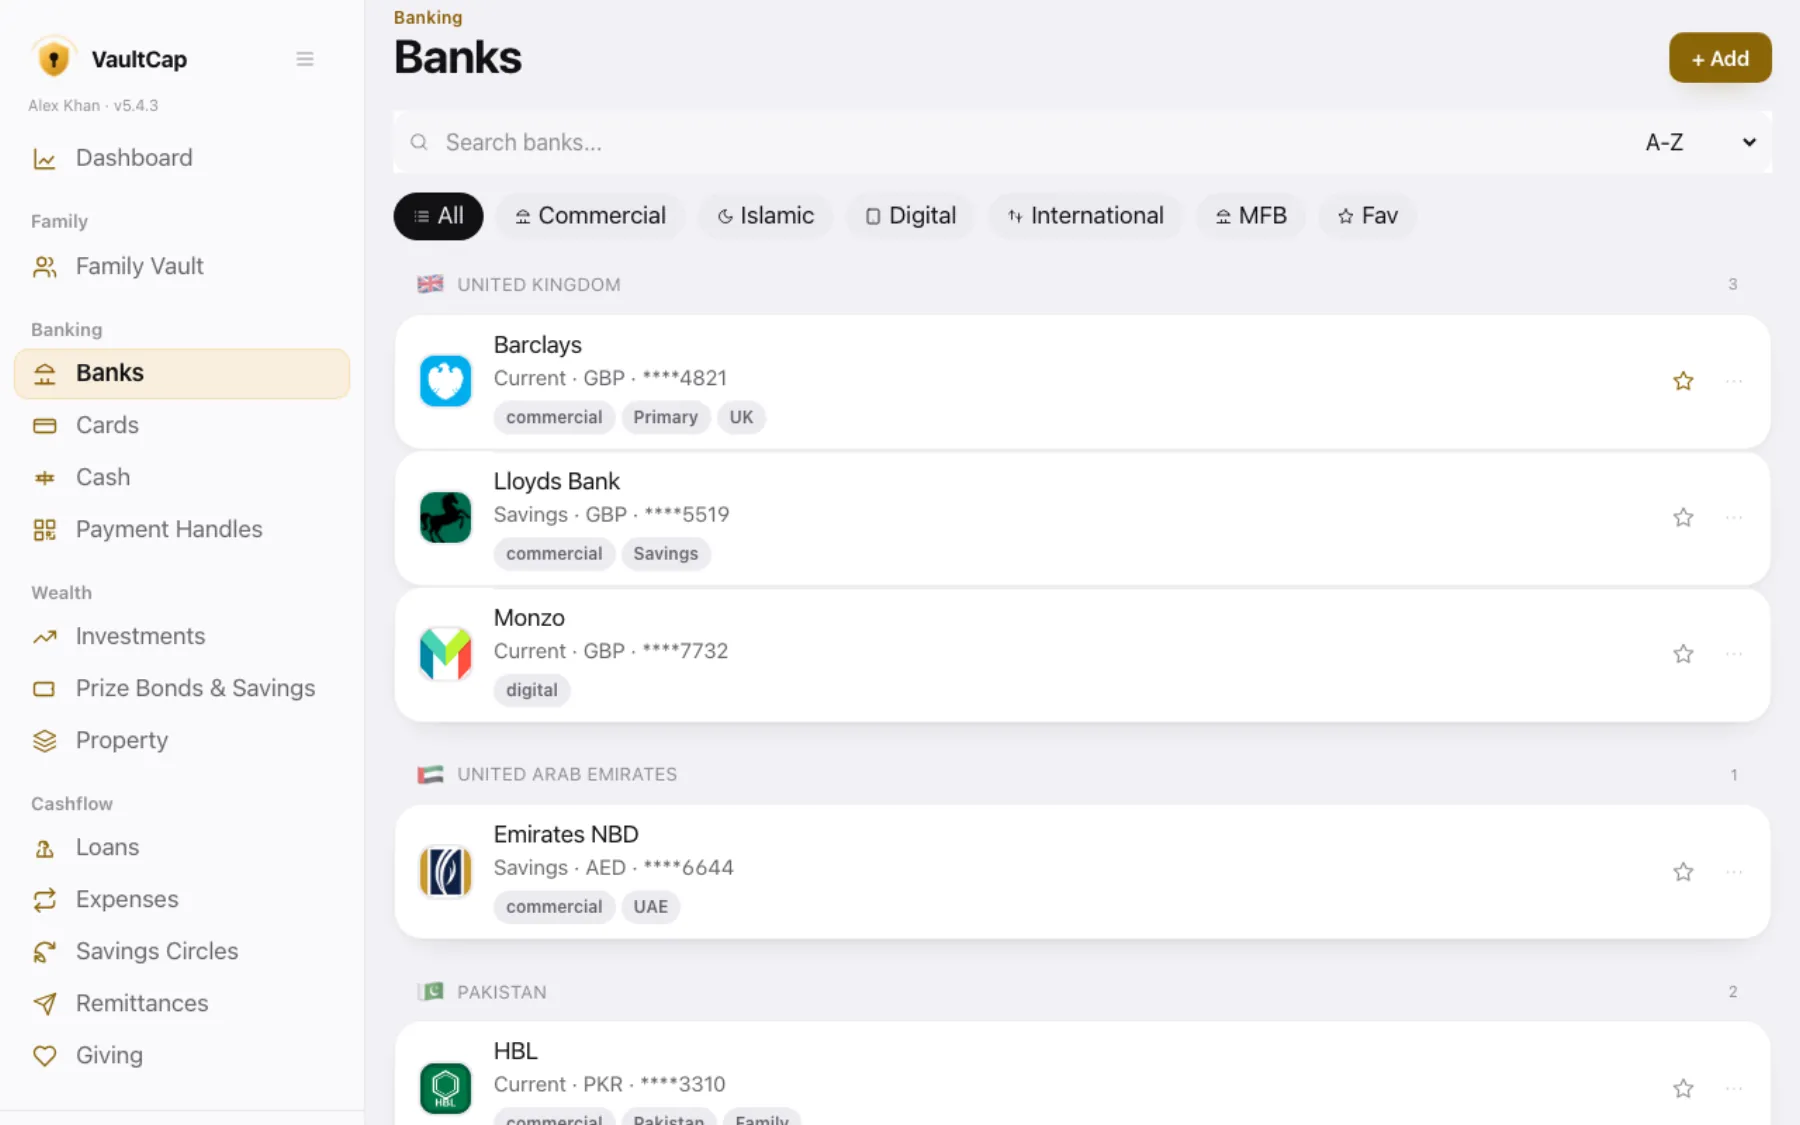 VaultCap
Alex Khan · v5.4.3
Dashboard
Family
Family Vault
Banking
Banks
Cards
Cash
Payment Handles
Wealth
Investments
Prize Bonds & Savings
Property
Cashflow
Loans
Expenses
Savings Circles
Remittances
Giving
Banking
Banks
+ Add
Search banks...
A-Z
All
Commercial
Islamic
Digital
International
MFB
Fav
UNITED KINGDOM
3
Barclays
Current · GBP · ****4821
commercial Primary UK
Lloyds Bank
Savings · GBP · ****5519
commercial Savings
Monzo
Current · GBP · ****7732
digital
UNITED ARAB EMIRATES
1
Emirates NBD
Savings · AED · ****6644
commercial UAE
PAKISTAN
2
HBL
HBL
Current · PKR · ****3310
commercial Pakistan Family